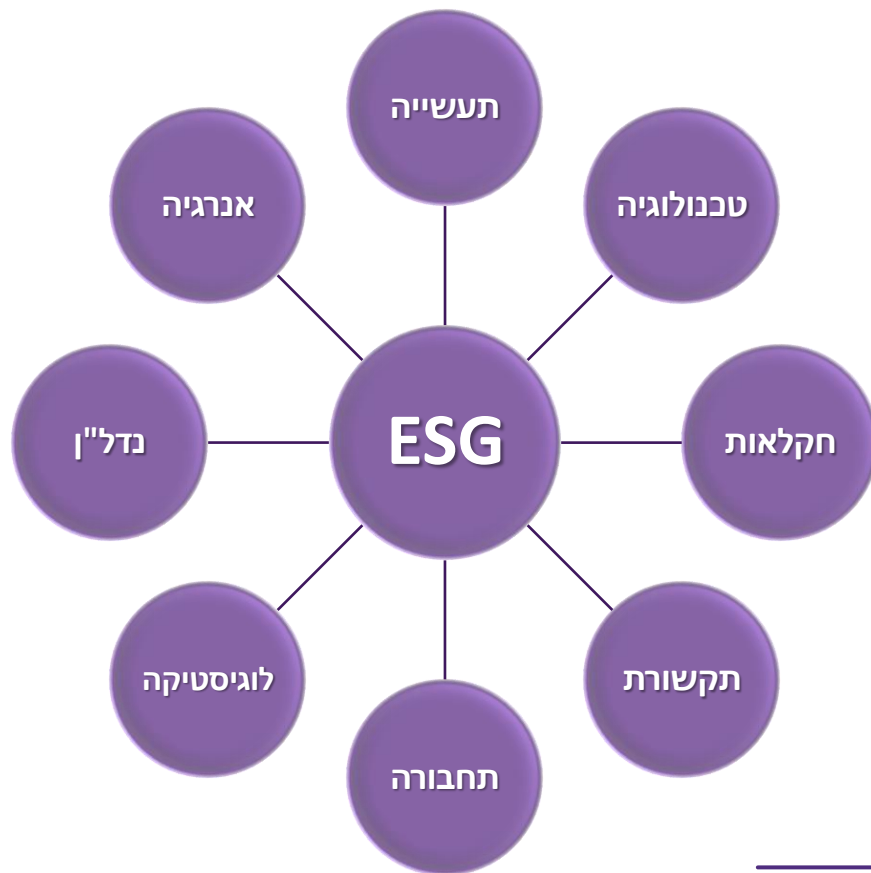 תעשייה
טכנולוגיה
אנרגיה
חקלאות
ESG
נדל"ן
תקשורת
לוגיסטיקה
תחבורה